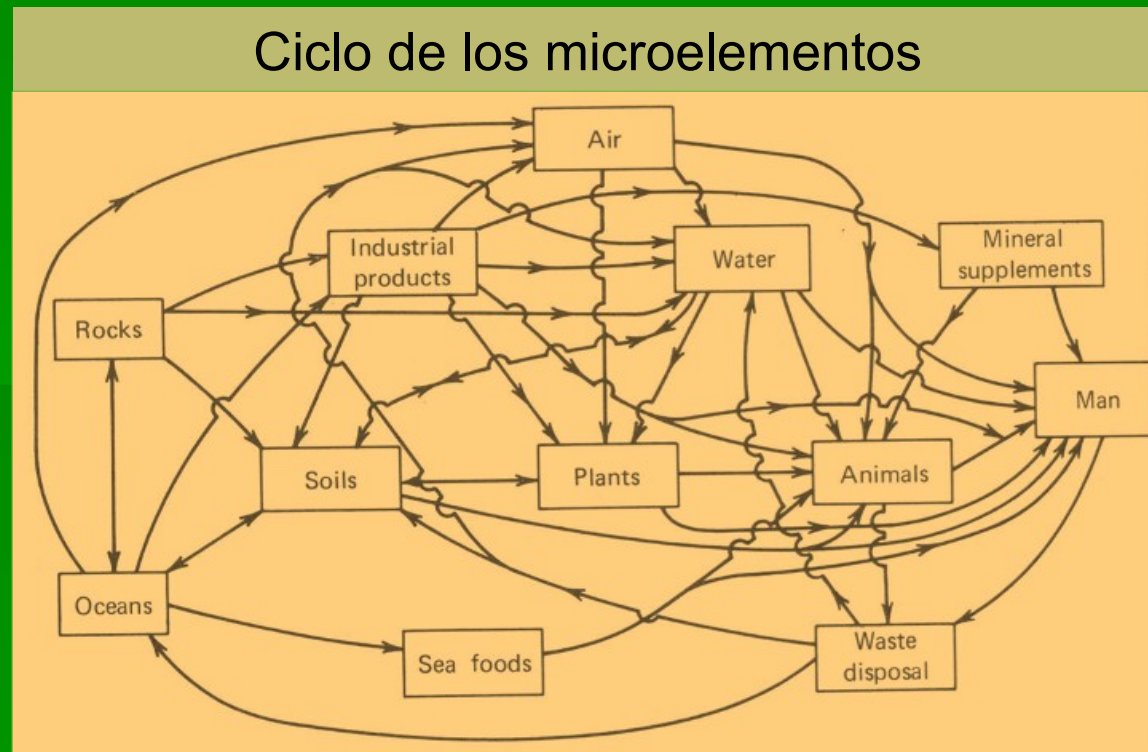 Ciclo de los microelementos
Air
Industrial
products
Water
Mineral
supplements
Rocks
Man
Soils
Plants
Animals
Oceans
Sea foods
Waste
disposal